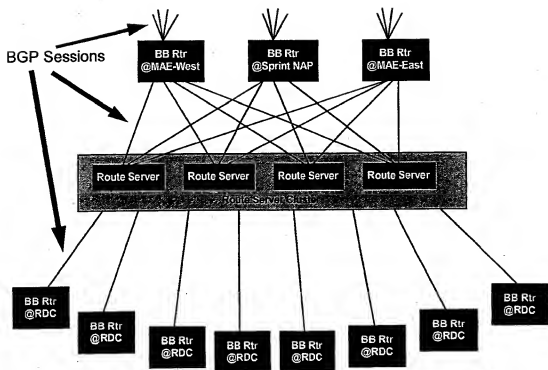 BGP Sessions
BB Rtr
@MAE-West
BB Rtr
@Sprint NAP
BB Rtr
@MAE-East
Route Server
Route Server
Route Server
Route Server
Route Server Cluster
BB Rtr
@RDC
BB Rtr
@RDC
BB Rtr
@RDC
BB Rtr
@RDC
BB Rtr
@RDC
BB Rtr
@RDC
BB Rtr
@RDC
BB Rtr
@RDC